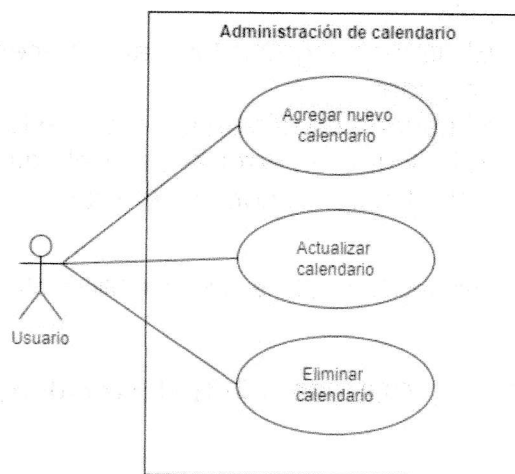 Administración de calendario
Agregar nuevo
calendario
Actualizar
calendario
Usuario
Eliminar
calendario